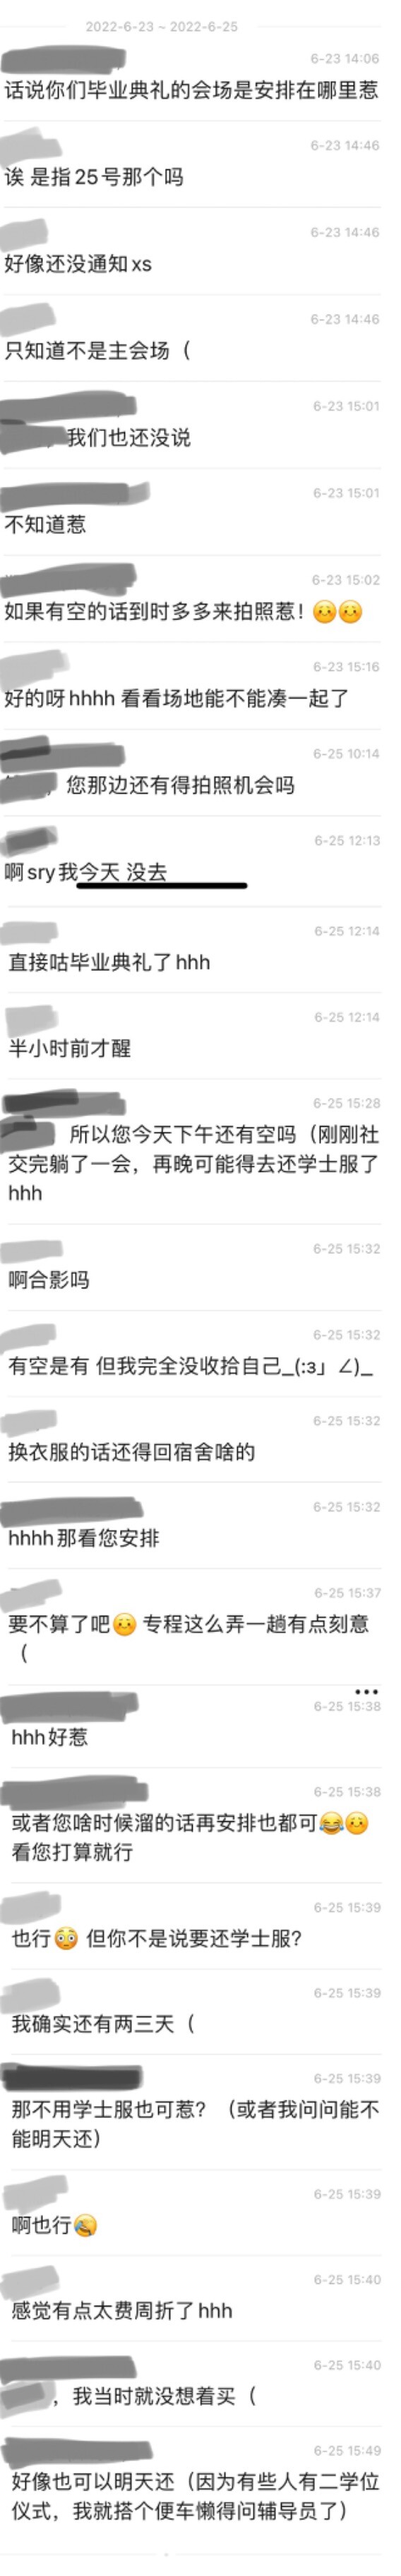 2022-6-23 ~ 2022-6-25
6-23 14:06
话说你们毕业典礼的会场是安排在哪里惹
6-23 14:46
诶 是指25号那个吗
6-23 14:46
好像还没通知xs
6-23 14:46
只知道不是主会场（
6-23 15:01
，我们也还没说
6-23 15:01
不知道惹
6-23 15:02
如果有空的话到时多多来拍照惹！😊😊
6-23 15:16
好的呀hhhh 看看场地能不能凑一起了
6-25 10:14
，您那边还有得拍照机会吗
6-25 12:13
啊sry我今天 没去
6-25 12:14
直接咕毕业典礼了hhh
6-25 12:14
半小时前才醒
6-25 15:28
所以您今天下午还有空吗（刚刚社
交完躺了一会，再晚可能得去还学士服了
hhh
6-25 15:32
啊合影吗
6-25 15:32
有空是有 但我完全没收拾自己_(:з」∠)_
6-25 15:32
换衣服的话还得回宿舍啥的
6-25 15:32
hhhh那看您安排
6-25 15:37
要不算了吧😊 专程这么弄一趟有点刻意
（
6-25 15:38
hhh好惹
6-25 15:38
或者您啥时候溜的话再安排也都可😂😊
看您打算就行
6-25 15:39
也行😳 但你不是说要还学士服?
6-25 15:39
我确实还有两三天（
6-25 15:39
那不用学士服也可惹？（或者我问问能不
能明天还）
6-25 15:39
啊也行🤣
6-25 15:40
感觉有点太费周折了hhh
6-25 15:40
，我当时就没想着买（
6-25 15:49
好像也可以明天还（因为有些人有二学位
仪式，我就搭个便车懒得问辅导员了）